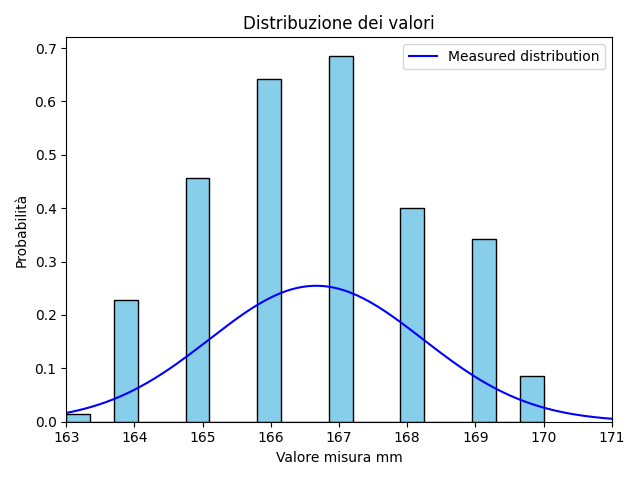 Distribuzione dei valori
Measured distribution
Probabilità
0.7
0.6
0.5
0.4
0.3
0.2
0.1
0.0
163 164 165 166 167 168 169 170 171
Valore misura mm